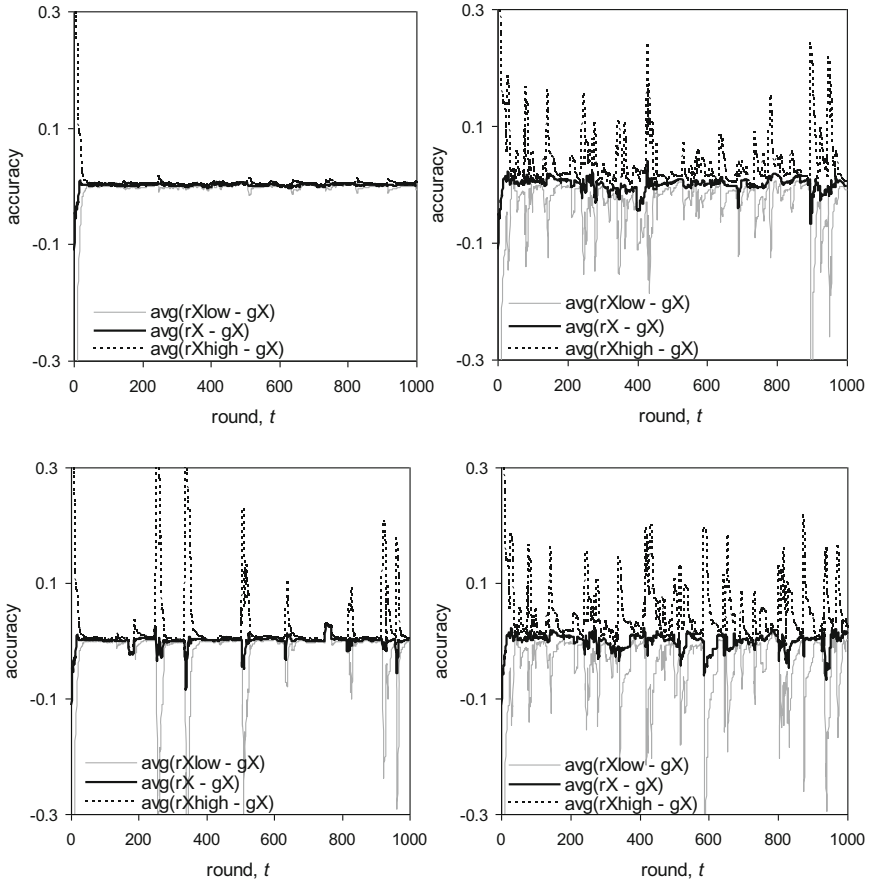 0.3
0.1
-0.1
-0.3
accuracy
avg(rXlow - gX)
avg(rX - gX)
avg(rXhigh - gX)
0 200 400 600 800 1000
round, t
0.3
0.1
-0.1
-0.3
accuracy
avg(rXlow - gX)
avg(rX - gX)
avg(rXhigh - gX)
0 200 400 600 800 1000
round, t
0.3
0.1
-0.1
-0.3
accuracy
avg(rXlow - gX)
avg(rX - gX)
avg(rXhigh - gX)
0 200 400 600 800 1000
round, t
0.3
0.1
-0.1
-0.3
accuracy
avg(rXlow - gX)
avg(rX - gX)
avg(rXhigh - gX)
0 200 400 600 800 1000
round, t